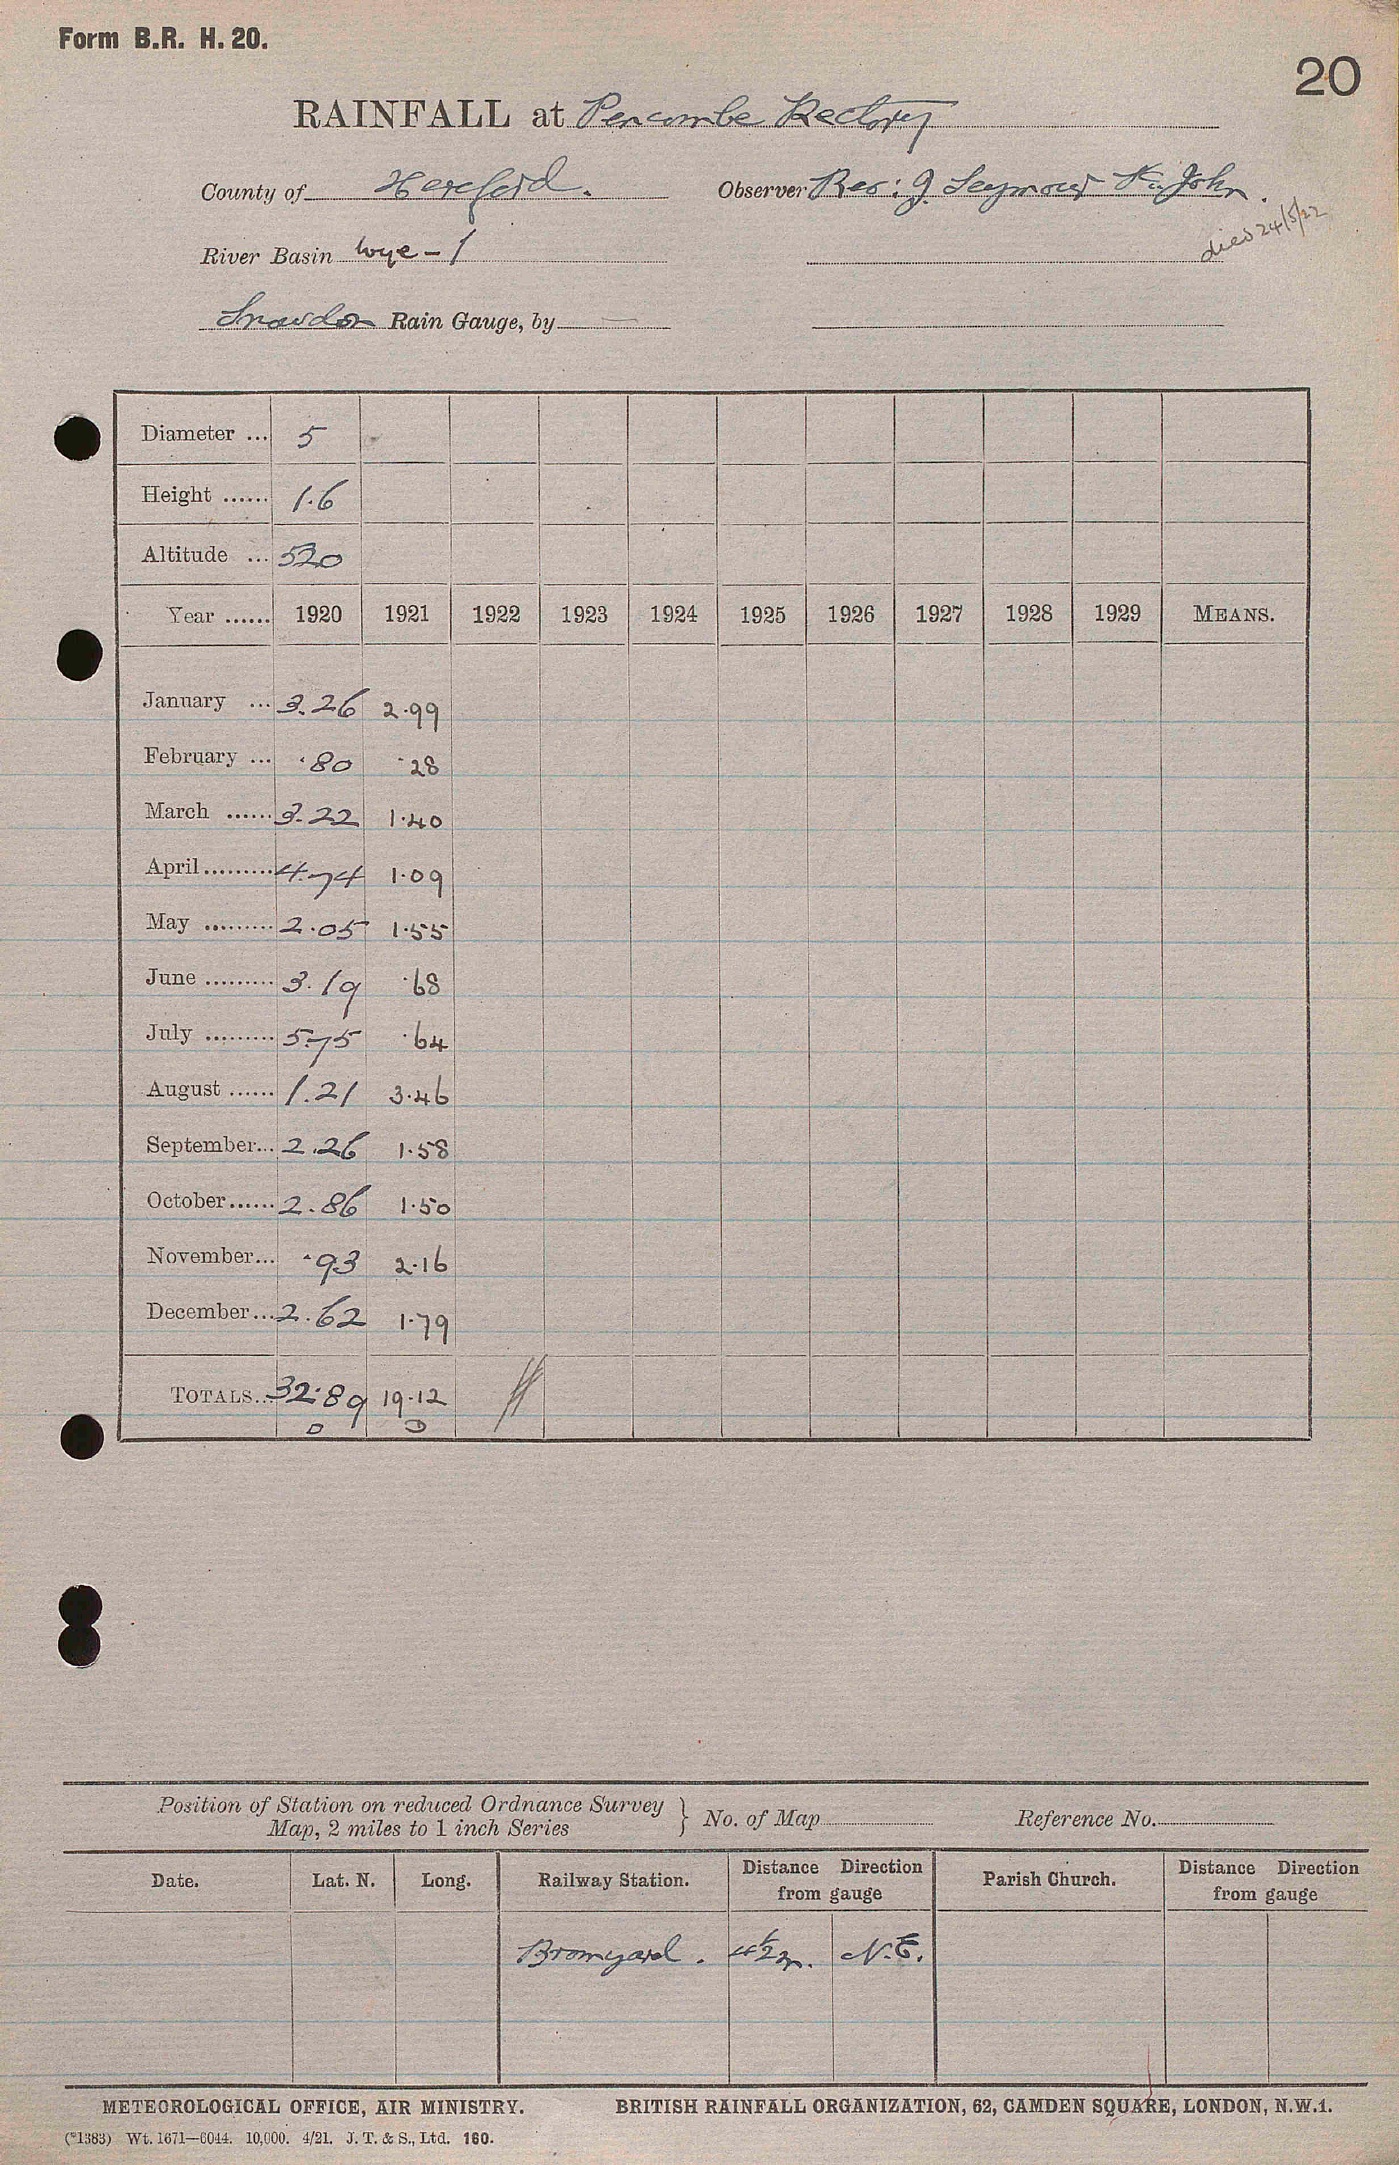 Form B.R. H. 20.
20
RAINFALL at Pencombe Rectory
County of Hereford. Observer Rev: J. Seymour St. John.
died 24/5/22
River Basin Wye - 1
Snowdon Rain Gauge, by —
Diameter ... 5
Height ...... 1.6
Altitude ... 520
Year ...... 1920 1921 1922 1923 1924 1925 1926 1927 1928 1929 MEANS.
January ... 3.26 2.99
February ... .80 .28
March ...... 3.22 1.40
April ......... 4.74 1.09
May ......... 2.05 1.55
June ......... 3.19 .68
July ......... 5.75 .64
August ...... 1.21 3.46
September... 2.26 1.58
October ...... 2.86 1.50
November... .93 2.16
December ... 2.62 1.79
TOTALS... 32.89 19.12
D D
Position of Station on reduced Ordnance Survey
Map, 2 miles to 1 inch Series } No. of Map Reference No.
Date. Lat. N. Long. Railway Station. Distance Direction from gauge Parish Church. Distance Direction from gauge
Bromyard. 4½ m. N.E.
METEOROLOGICAL OFFICE, AIR MINISTRY. BRITISH RAINFALL ORGANIZATION, 62, CAMDEN SQUARE, LONDON, N.W.1.
(*1383) Wt. 1671—6044. 10,000. 4/21. J. T. & S., Ltd. 160.